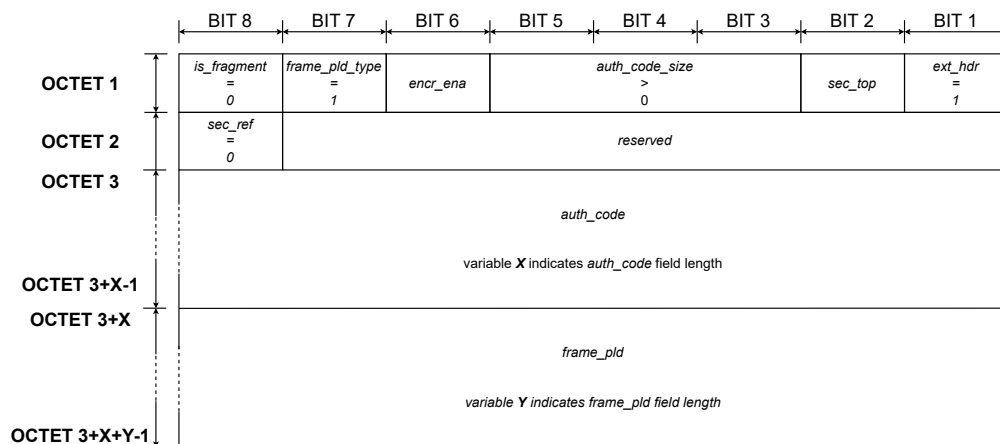 BIT 8 BIT 7 BIT 6 BIT 5 BIT 4 BIT 3 BIT 2 BIT 1
OCTET 1
is_fragment
=
0
frame_pld_type
=
1
encr_ena
auth_code_size
>
0
sec_top
ext_hdr
=
1
OCTET 2
sec_ref
=
0
reserved
OCTET 3
auth_code
variable X indicates auth_code field length
OCTET 3+X-1
OCTET 3+X
frame_pld
variable Y indicates frame_pld field length
OCTET 3+X+Y-1